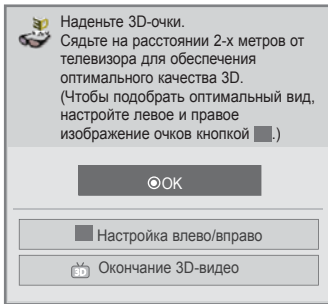 Наденьте 3D-очки.
Сядьте на расстоянии 2-х метров от
телевизора для обеспечения
оптимального качества 3D.
(Чтобы подобрать оптимальный вид,
настройте левое и правое
изображение очков кнопкой .)
OK
Настройка влево/вправо
3D Окончание 3D-видео